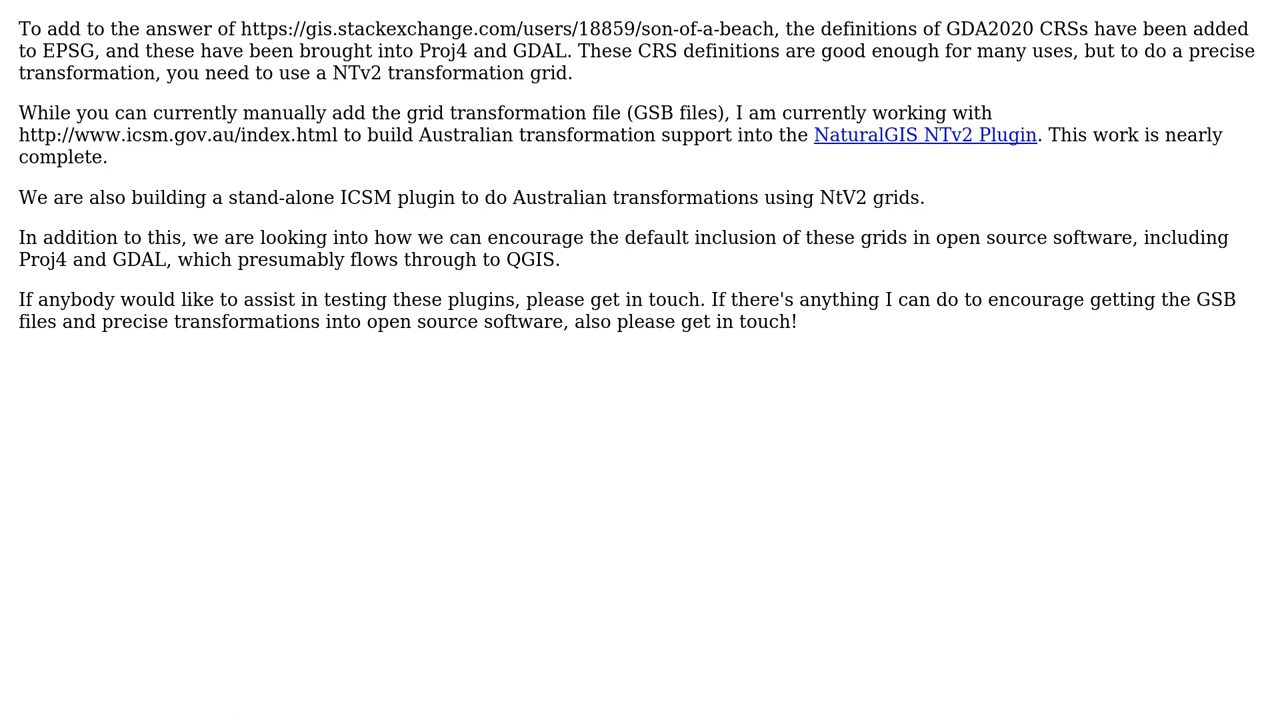 To add to the answer of https://gis.stackexchange.com/users/18859/son-of-a-beach, the definitions of GDA2020 CRSs have been added
to EPSG, and these have been brought into Proj4 and GDAL. These CRS definitions are good enough for many uses, but to do a precise
transformation, you need to use a NTv2 transformation grid.
While you can currently manually add the grid transformation file (GSB files), I am currently working with
http://www.icsm.gov.au/index.html to build Australian transformation support into the NaturalGIS NTv2 Plugin. This work is nearly
complete.
We are also building a stand-alone ICSM plugin to do Australian transformations using NtV2 grids.
In addition to this, we are looking into how we can encourage the default inclusion of these grids in open source software, including
Proj4 and GDAL, which presumably flows through to QGIS.
If anybody would like to assist in testing these plugins, please get in touch. If there's anything I can do to encourage getting the GSB
files and precise transformations into open source software, also please get in touch!